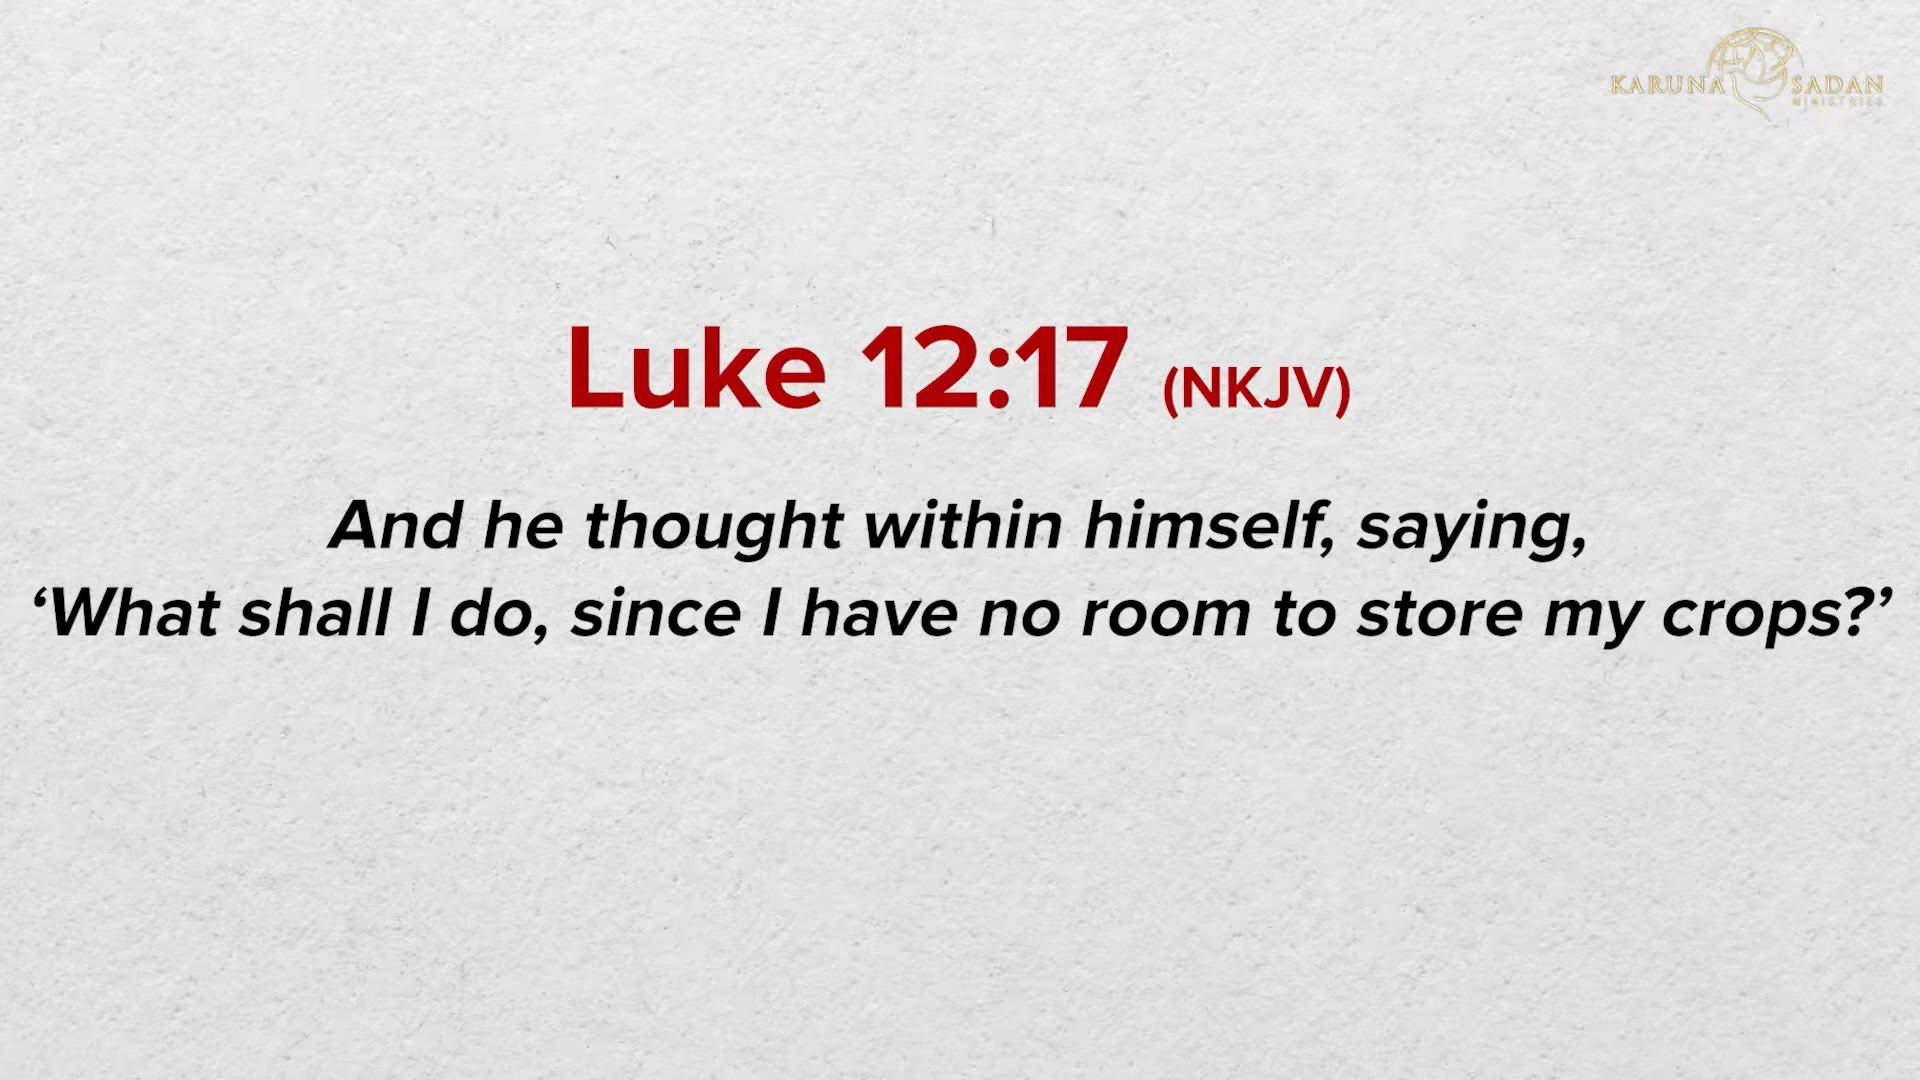 KARUNA SADAN
MINISTRIES
Luke 12:17 (NKJV)
And he thought within himself, saying,
‘What shall I do, since I have no room to store my crops?’